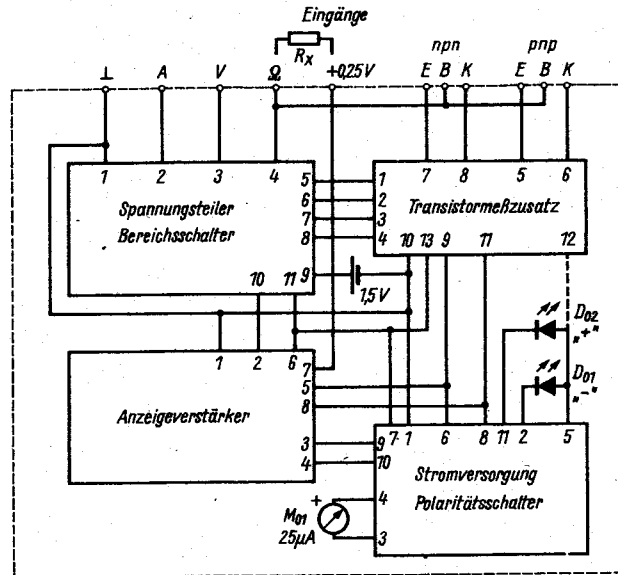 Eingänge
R_X
npn
pnp
⊥ A V Ω +0,25V E B K E B K
1 2 3 4
7 8 5 6
Spannungsteiler
Bereichsschalter
5
6
7
8
9
10 11
1
2
3
4
Transistormeßzusatz
10 13 9 11 12
1,5V
D02
„+“
D01
„-“
1 2 6
7
5
8
3
4
Anzeigeverstärker
7 1 6 8 11 2 5
9
10
4
3
Stromversorgung
Polaritätsschalter
+
M01
25µA